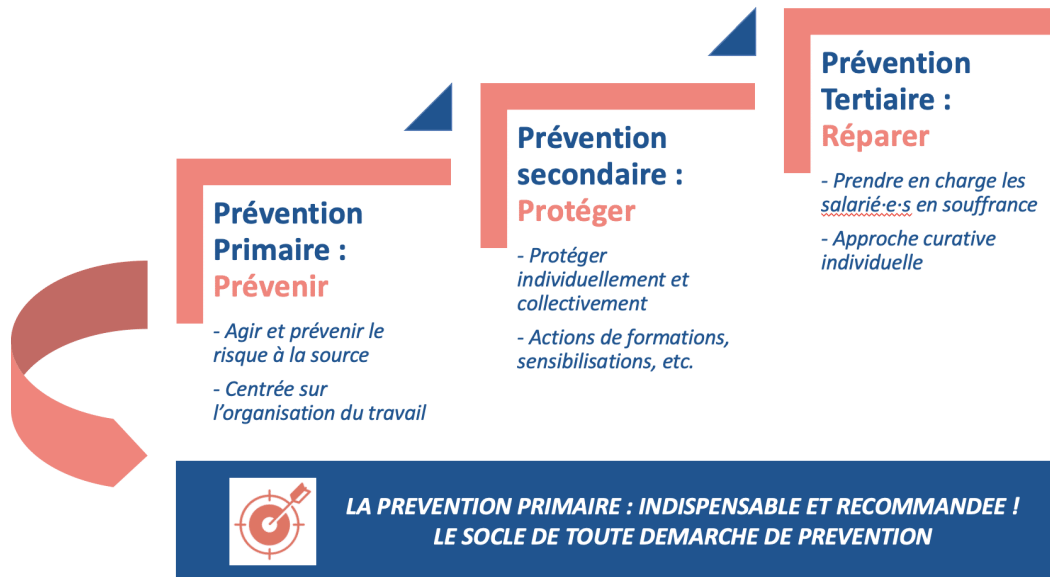 Prévention
Primaire :
Prévenir
- Agir et prévenir le
risque à la source
- Centrée sur
l'organisation du travail
Prévention
secondaire :
Protéger
- Protéger
individuellement et
collectivement
- Actions de formations,
sensibilisations, etc.
Prévention
Tertiaire :
Réparer
- Prendre en charge les
salarié·e·s en souffrance
- Approche curative
individuelle
LA PREVENTION PRIMAIRE : INDISPENSABLE ET RECOMMANDEE !
LE SOCLE DE TOUTE DEMARCHE DE PREVENTION